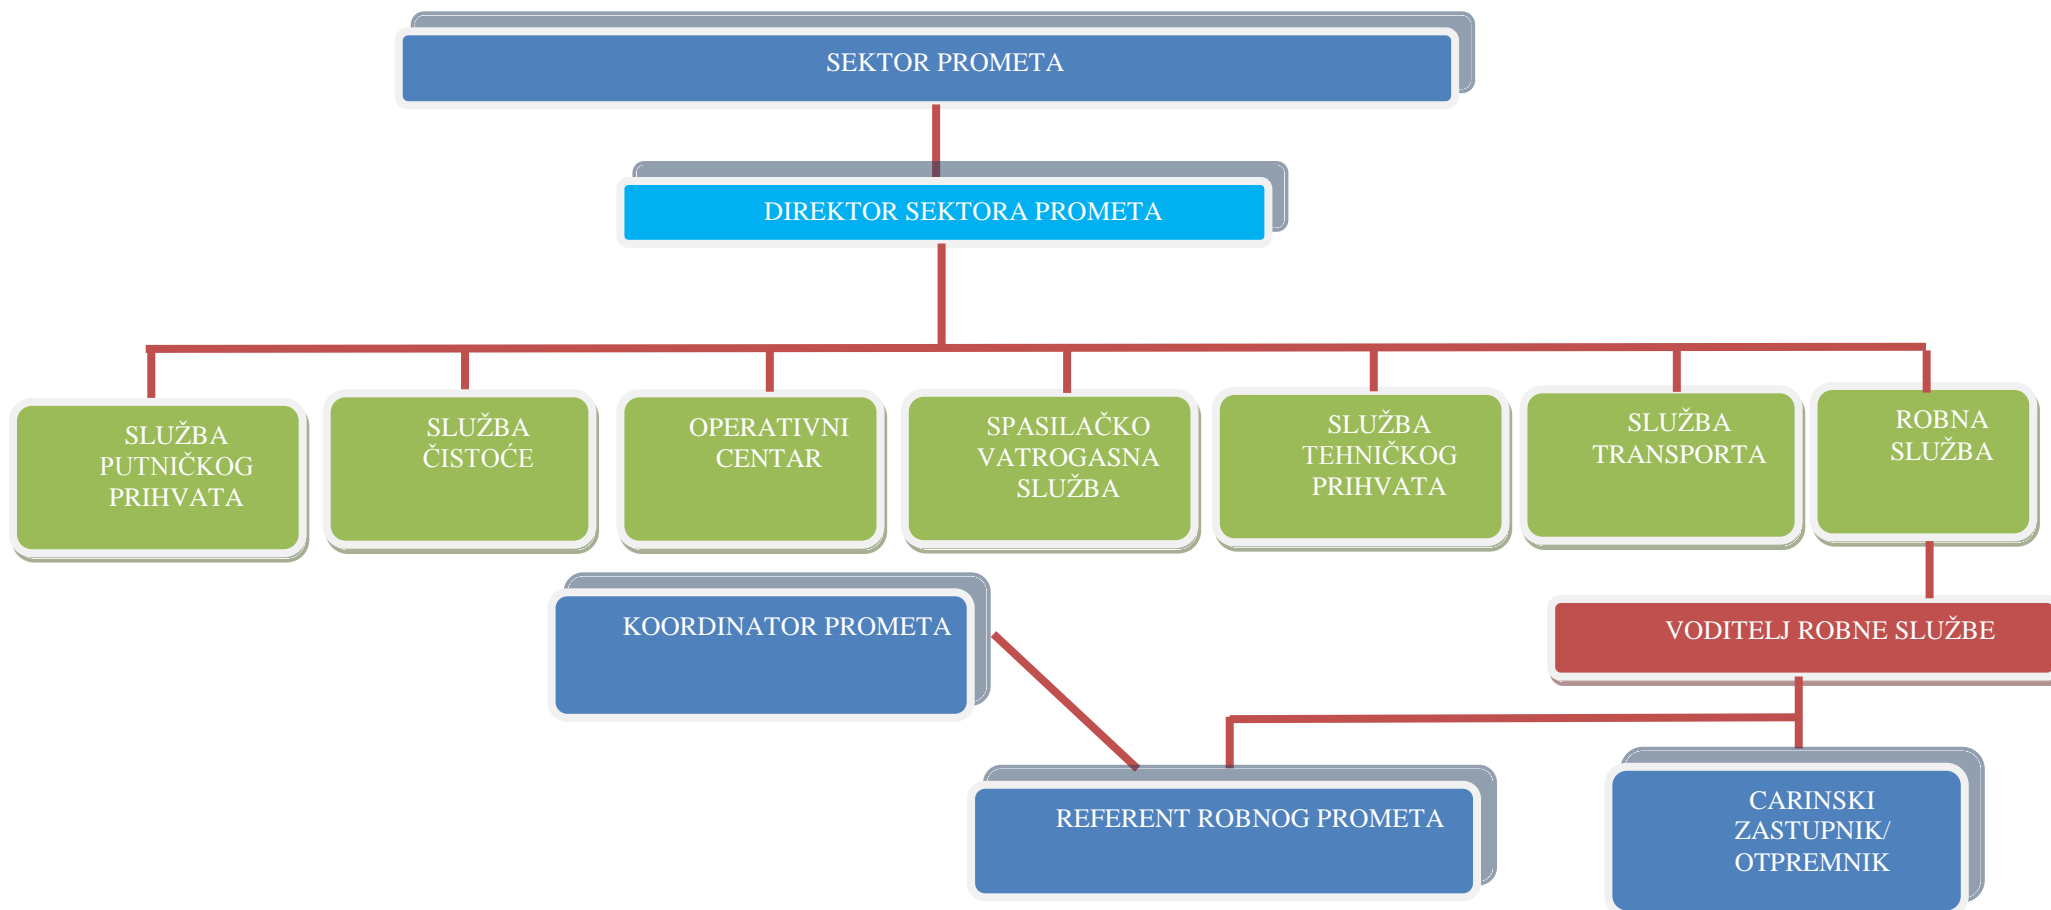 SEKTOR PROMETA
DIREKTOR SEKTORA PROMETA
SLUŽBA
PUTNIČKOG
PRIHVATA
SLUŽBA
ČISTOĆE
OPERATIVNI
CENTAR
SPASILAČKO
VATROGASNA
SLUŽBA
SLUŽBA
TEHNIČKOG
PRIHVATA
SLUŽBA
TRANSPORTA
ROBNA
SLUŽBA
KOORDINATOR PROMETA
VODITELJ ROBNE SLUŽBE
REFERENT ROBNOG PROMETA
CARINSKI
ZASTUPNIK/
OTPREMNIK